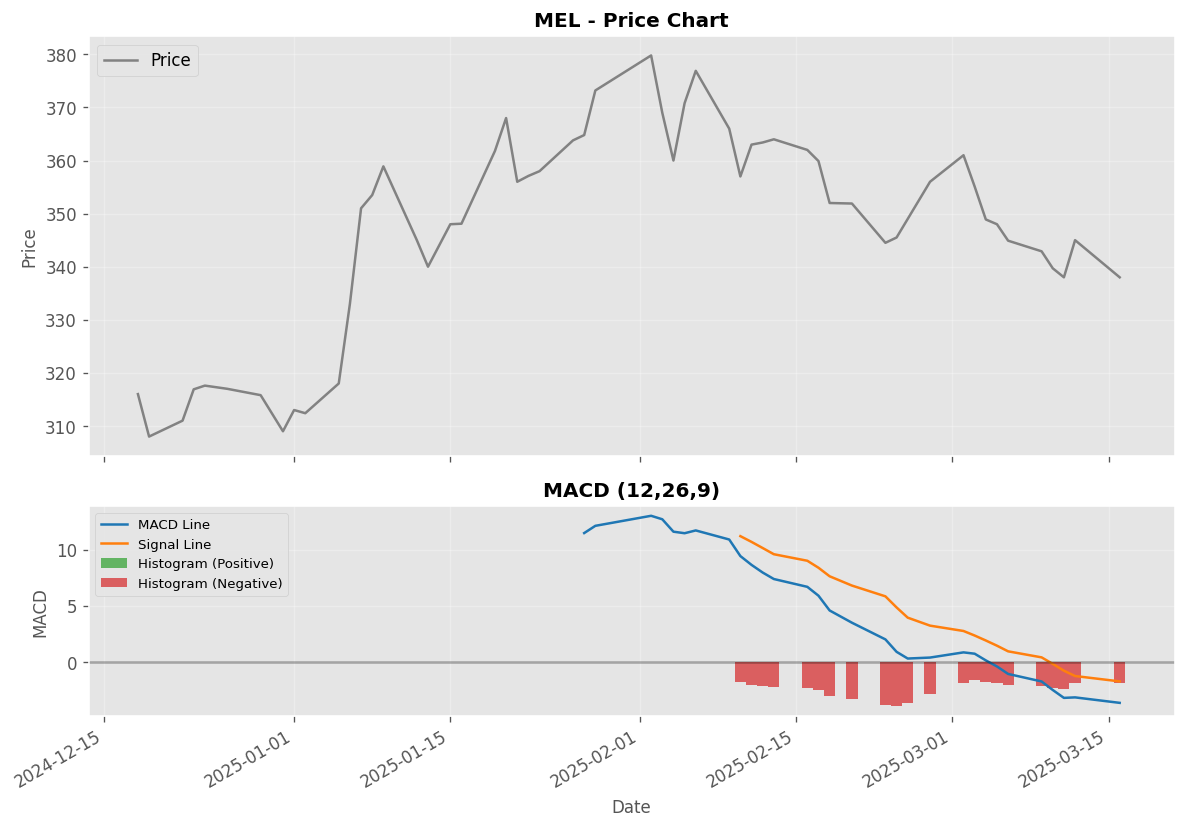 MEL - Price Chart
Price
380
370
360
350
340
330
320
310
Price
MACD (12,26,9)
MACD Line
Signal Line
Histogram (Positive)
Histogram (Negative)
10
5
0
MACD
2024-12-15
2025-01-01
2025-01-15
2025-02-01
2025-02-15
2025-03-01
2025-03-15
Date